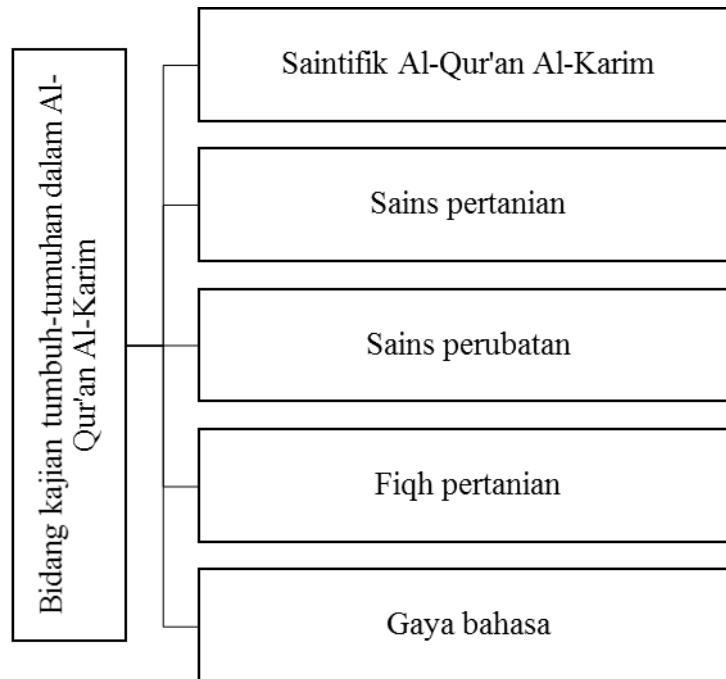 Bidang kajian tumbuh-tumuhan dalam Al-
Qur'an Al-Karim
Saintifik Al-Qur'an Al-Karim
Sains pertanian
Sains perubatan
Fiqh pertanian
Gaya bahasa